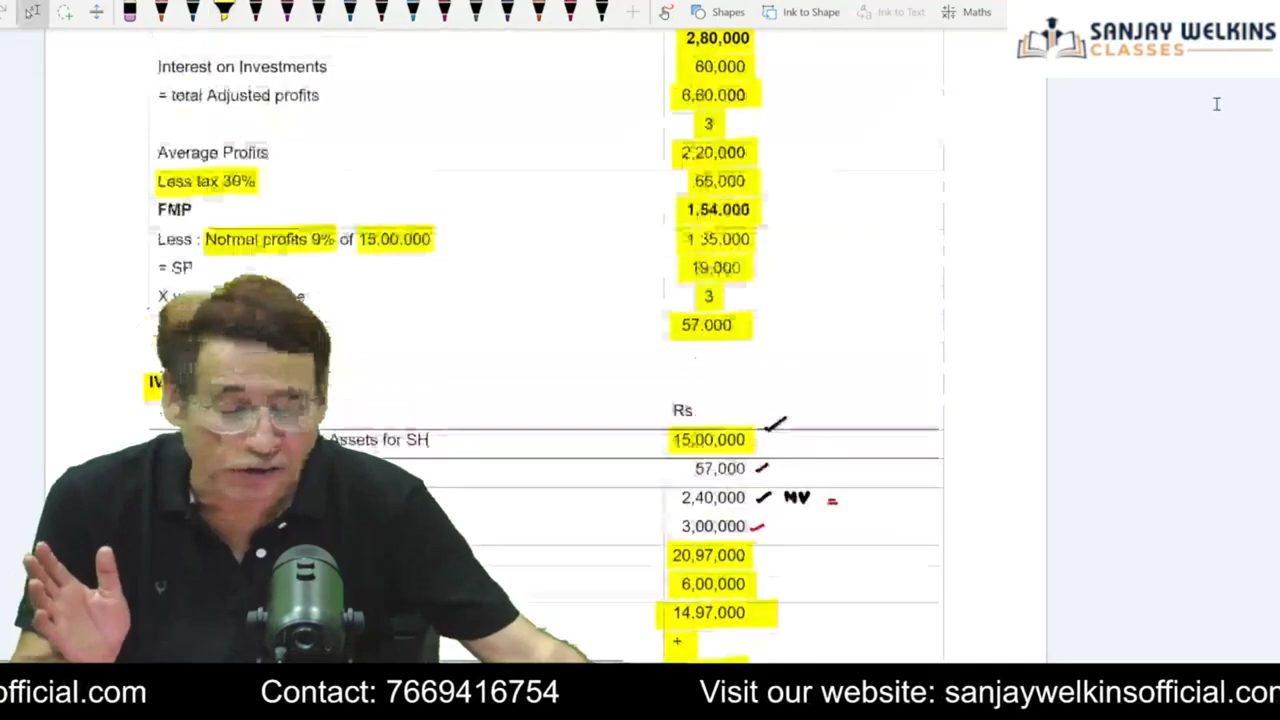 Shapes Ink to Shape Ink to Text Maths
SANJAY WELKINS
CLASSES
2,80,000
Interest on Investments 60,000
= total Adjusted profits 6,60.000
3
Average Profits 2,20,000
Less tax 30% 66,000
FMP 1,54.000
Less : Normal profits 9% of 15,00,000 1 35,000
= SP 19,000
X 3
57.000
IV
Rs.
Assets for SH 15,00,000
57,000
2,40,000 MV =
3,00,000
20,97,000
6,00,000
14,97,000
+
official.com Contact: 7669416754 Visit our website: sanjaywelkinsofficial.com